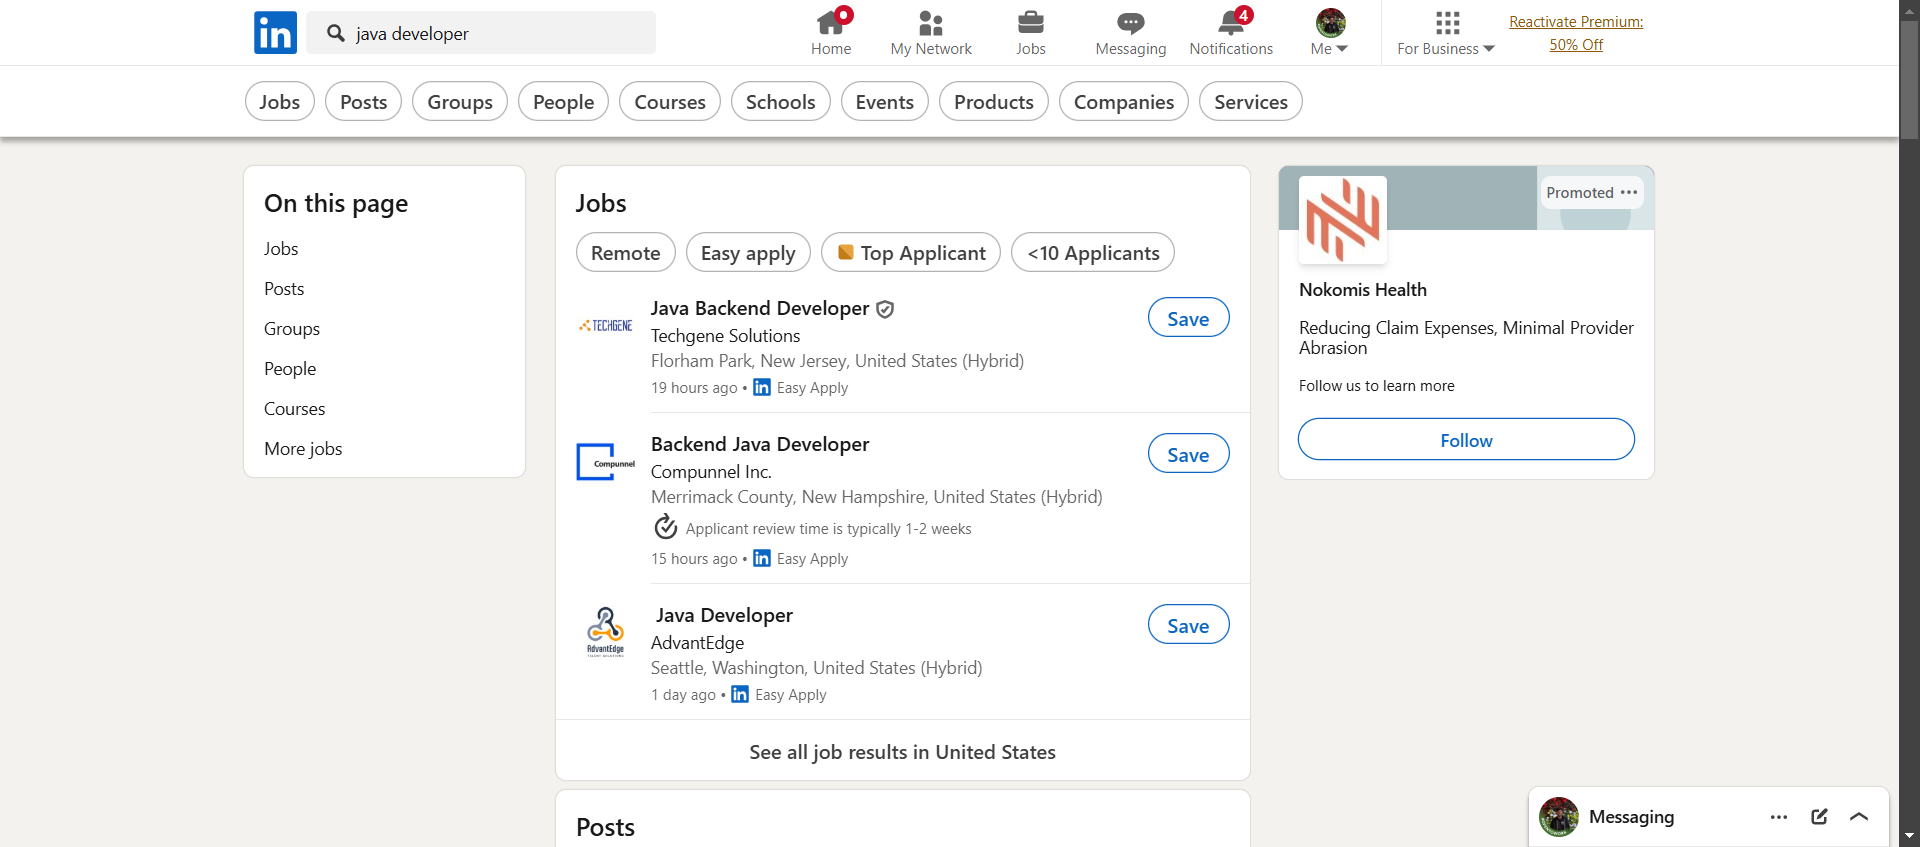 in
java developer
Home
My Network
Jobs
Messaging
4
Notifications
Me
For Business
Reactivate Premium:
50% Off
Jobs
Posts
Groups
People
Courses
Schools
Events
Products
Companies
Services
On this page
Jobs
Posts
Groups
People
Courses
More jobs
Jobs
Remote
Easy apply
Top Applicant
<10 Applicants
TECHGENE
Java Backend Developer
Techgene Solutions
Florham Park, New Jersey, United States (Hybrid)
19 hours ago • in Easy Apply
Save
Compunnel
Backend Java Developer
Compunnel Inc.
Merrimack County, New Hampshire, United States (Hybrid)
Applicant review time is typically 1-2 weeks
15 hours ago • in Easy Apply
Save
AdvantEdge
Java Developer
AdvantEdge
Seattle, Washington, United States (Hybrid)
1 day ago • in Easy Apply
Save
See all job results in United States
Posts
Promoted ···
Nokomis Health
Reducing Claim Expenses, Minimal Provider
Abrasion
Follow us to learn more
Follow
Messaging